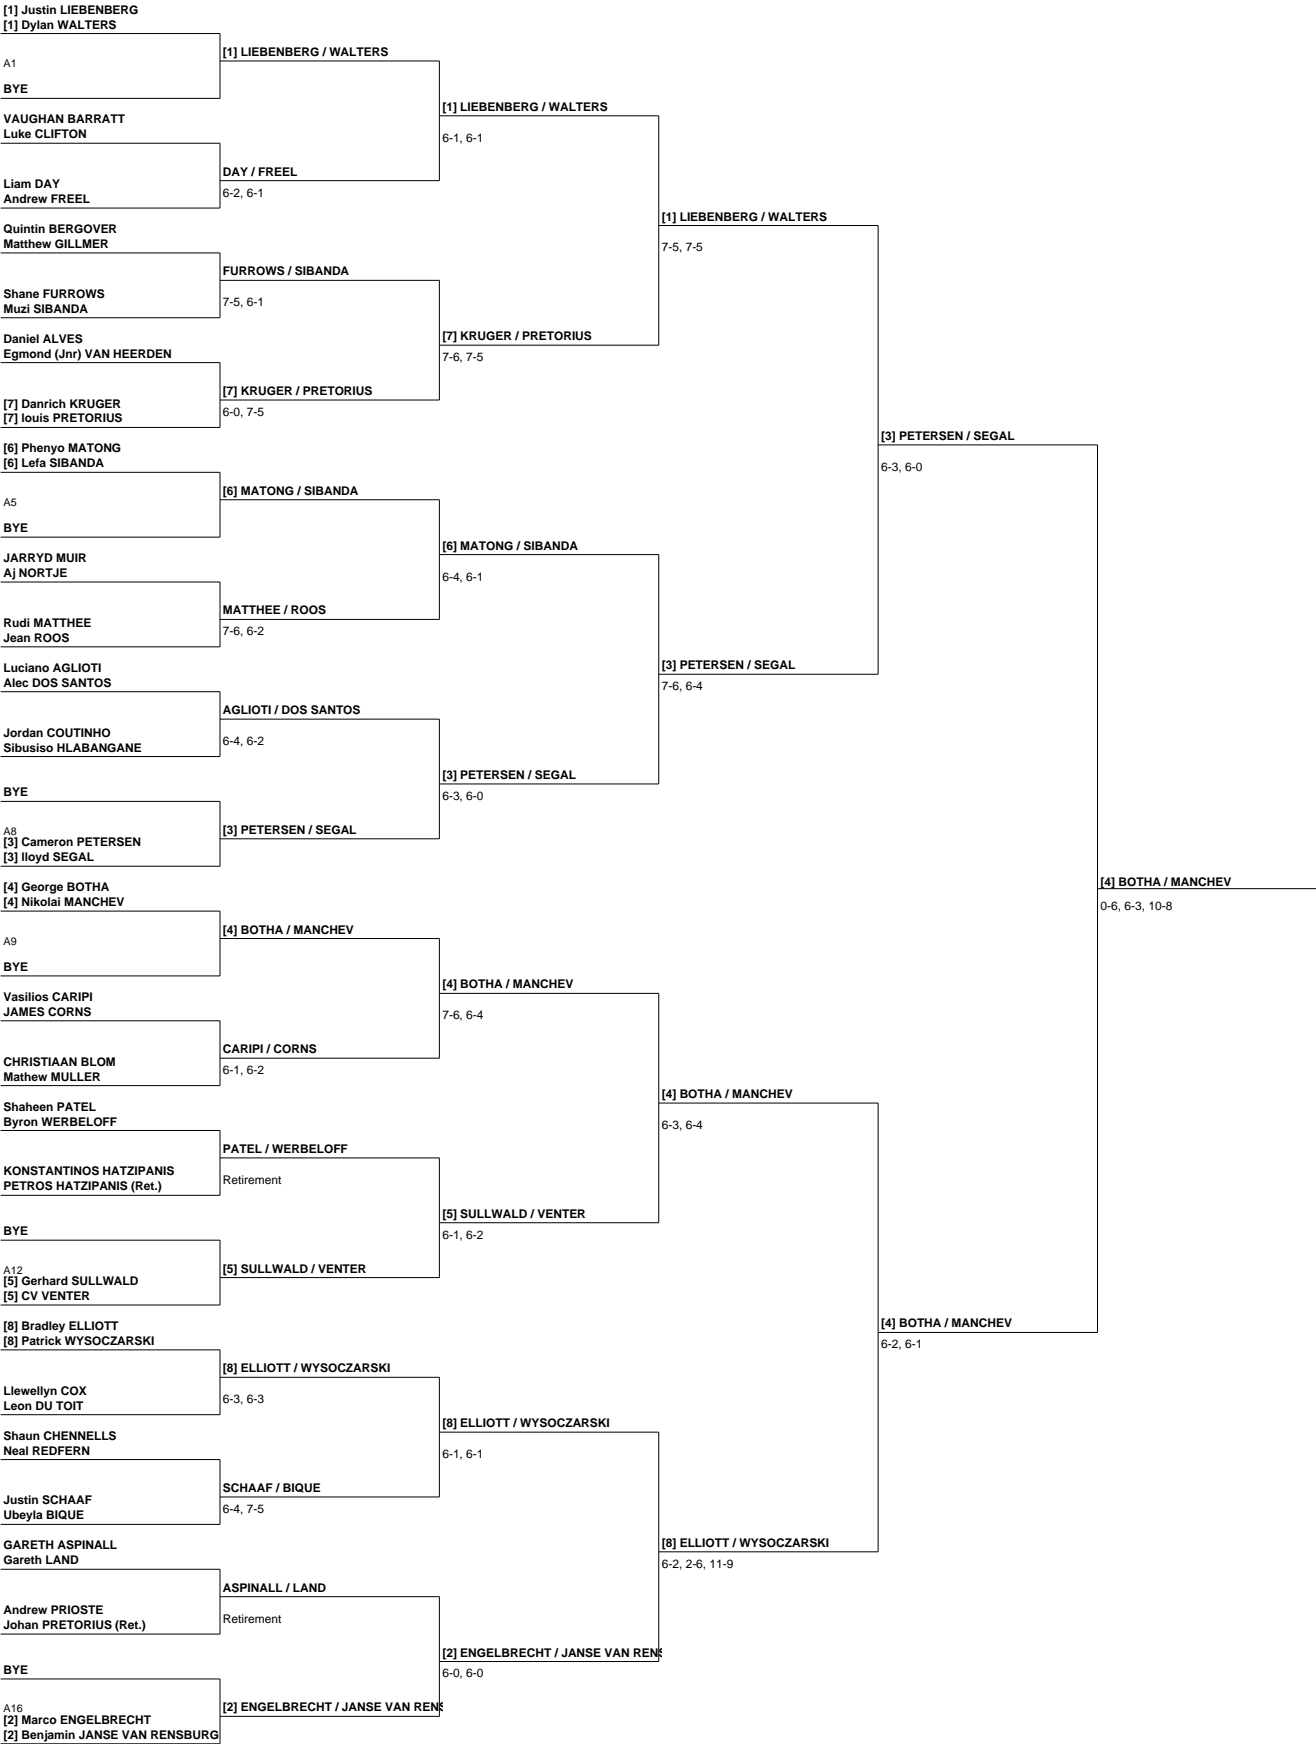 [1] Justin LIEBENBERG
[1] Dylan WALTERS
[1] LIEBENBERG / WALTERS
A1
BYE
[1] LIEBENBERG / WALTERS
6-1, 6-1
VAUGHAN BARRATT
Luke CLIFTON
DAY / FREEL
6-2, 6-1
Liam DAY
Andrew FREEL
[1] LIEBENBERG / WALTERS
7-5, 7-5
Quintin BERGOVER
Matthew GILLMER
FURROWS / SIBANDA
7-5, 6-1
Shane FURROWS
Muzi SIBANDA
[7] KRUGER / PRETORIUS
7-6, 7-5
Daniel ALVES
Egmond (Jnr) VAN HEERDEN
[7] KRUGER / PRETORIUS
6-0, 7-5
[7] Danrich KRUGER
[7] louis PRETORIUS
[3] PETERSEN / SEGAL
6-3, 6-0
[6] Phenyo MATONG
[6] Lefa SIBANDA
[6] MATONG / SIBANDA
A5
BYE
[6] MATONG / SIBANDA
6-4, 6-1
JARRYD MUIR
Aj NORTJE
MATTHEE / ROOS
7-6, 6-2
Rudi MATTHEE
Jean ROOS
[3] PETERSEN / SEGAL
7-6, 6-4
Luciano AGLIOTI
Alec DOS SANTOS
AGLIOTI / DOS SANTOS
6-4, 6-2
Jordan COUTINHO
Sibusiso HLABANGANE
[3] PETERSEN / SEGAL
6-3, 6-0
BYE
A8
[3] PETERSEN / SEGAL
[3] Cameron PETERSEN
[3] lloyd SEGAL
[4] BOTHA / MANCHEV
0-6, 6-3, 10-8
[4] George BOTHA
[4] Nikolai MANCHEV
[4] BOTHA / MANCHEV
A9
BYE
[4] BOTHA / MANCHEV
7-6, 6-4
Vasilios CARIPI
JAMES CORNS
CARIPI / CORNS
6-1, 6-2
CHRISTIAAN BLOM
Mathew MULLER
[4] BOTHA / MANCHEV
6-3, 6-4
Shaheen PATEL
Byron WERBELOFF
PATEL / WERBELOFF
Retirement
KONSTANTINOS HATZIPANIS
PETROS HATZIPANIS (Ret.)
[5] SULLWALD / VENTER
6-1, 6-2
BYE
A12
[5] SULLWALD / VENTER
[5] Gerhard SULLWALD
[5] CV VENTER
[4] BOTHA / MANCHEV
6-2, 6-1
[8] Bradley ELLIOTT
[8] Patrick WYSOCZARSKI
[8] ELLIOTT / WYSOCZARSKI
6-3, 6-3
Llewellyn COX
Leon DU TOIT
[8] ELLIOTT / WYSOCZARSKI
6-1, 6-1
Shaun CHENNELLS
Neal REDFERN
SCHAAF / BIQUE
6-4, 7-5
Justin SCHAAF
Ubeyla BIQUE
[8] ELLIOTT / WYSOCZARSKI
6-2, 2-6, 11-9
GARETH ASPINALL
Gareth LAND
ASPINALL / LAND
Retirement
Andrew PRIOSTE
Johan PRETORIUS (Ret.)
[2] ENGELBRECHT / JANSE VAN RENS
6-0, 6-0
BYE
A16
[2] ENGELBRECHT / JANSE VAN RENS
[2] Marco ENGELBRECHT
[2] Benjamin JANSE VAN RENSBURG